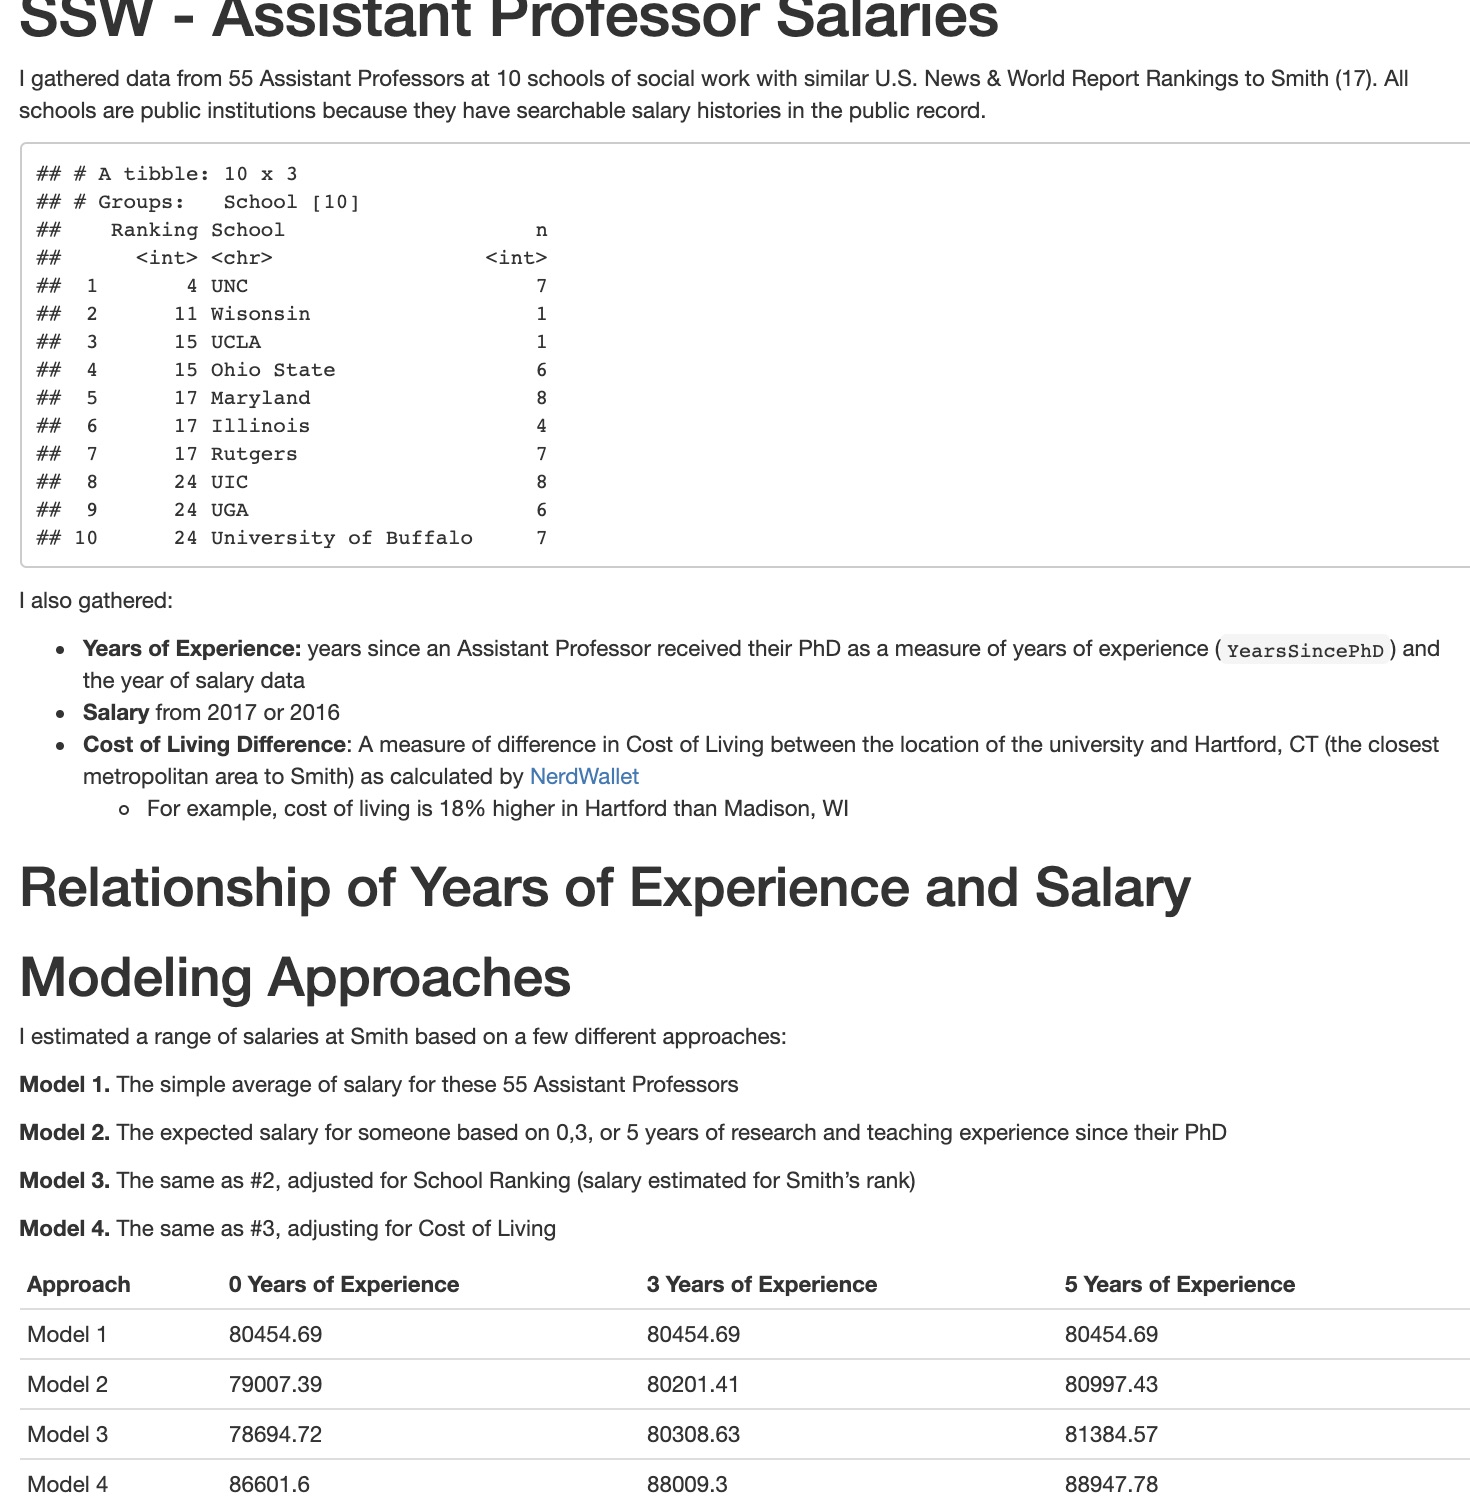 SSW - Assistant Professor Salaries
I gathered data from 55 Assistant Professors at 10 schools of social work with similar U.S. News & World Report Rankings to Smith (17). All
schools are public institutions because they have searchable salary histories in the public record.
## # A tibble: 10 x 3
## # Groups:   School [10]
##    Ranking School                n
##      <int> <chr>             <int>
##  1       4 UNC                   7
##  2      11 Wisonsin              1
##  3      15 UCLA                  1
##  4      15 Ohio State            6
##  5      17 Maryland              8
##  6      17 Illinois              4
##  7      17 Rutgers               7
##  8      24 UIC                   8
##  9      24 UGA                   6
## 10      24 University of Buffalo 7
I also gathered:
• Years of Experience: years since an Assistant Professor received their PhD as a measure of years of experience ( YearsSincePhD ) and
the year of salary data
• Salary from 2017 or 2016
• Cost of Living Difference: A measure of difference in Cost of Living between the location of the university and Hartford, CT (the closest
metropolitan area to Smith) as calculated by NerdWallet
○ For example, cost of living is 18% higher in Hartford than Madison, WI
Relationship of Years of Experience and Salary
Modeling Approaches
I estimated a range of salaries at Smith based on a few different approaches:
Model 1. The simple average of salary for these 55 Assistant Professors
Model 2. The expected salary for someone based on 0,3, or 5 years of research and teaching experience since their PhD
Model 3. The same as #2, adjusted for School Ranking (salary estimated for Smith’s rank)
Model 4. The same as #3, adjusting for Cost of Living
Approach 0 Years of Experience 3 Years of Experience 5 Years of Experience
Model 1 80454.69 80454.69 80454.69
Model 2 79007.39 80201.41 80997.43
Model 3 78694.72 80308.63 81384.57
Model 4 86601.6 88009.3 88947.78